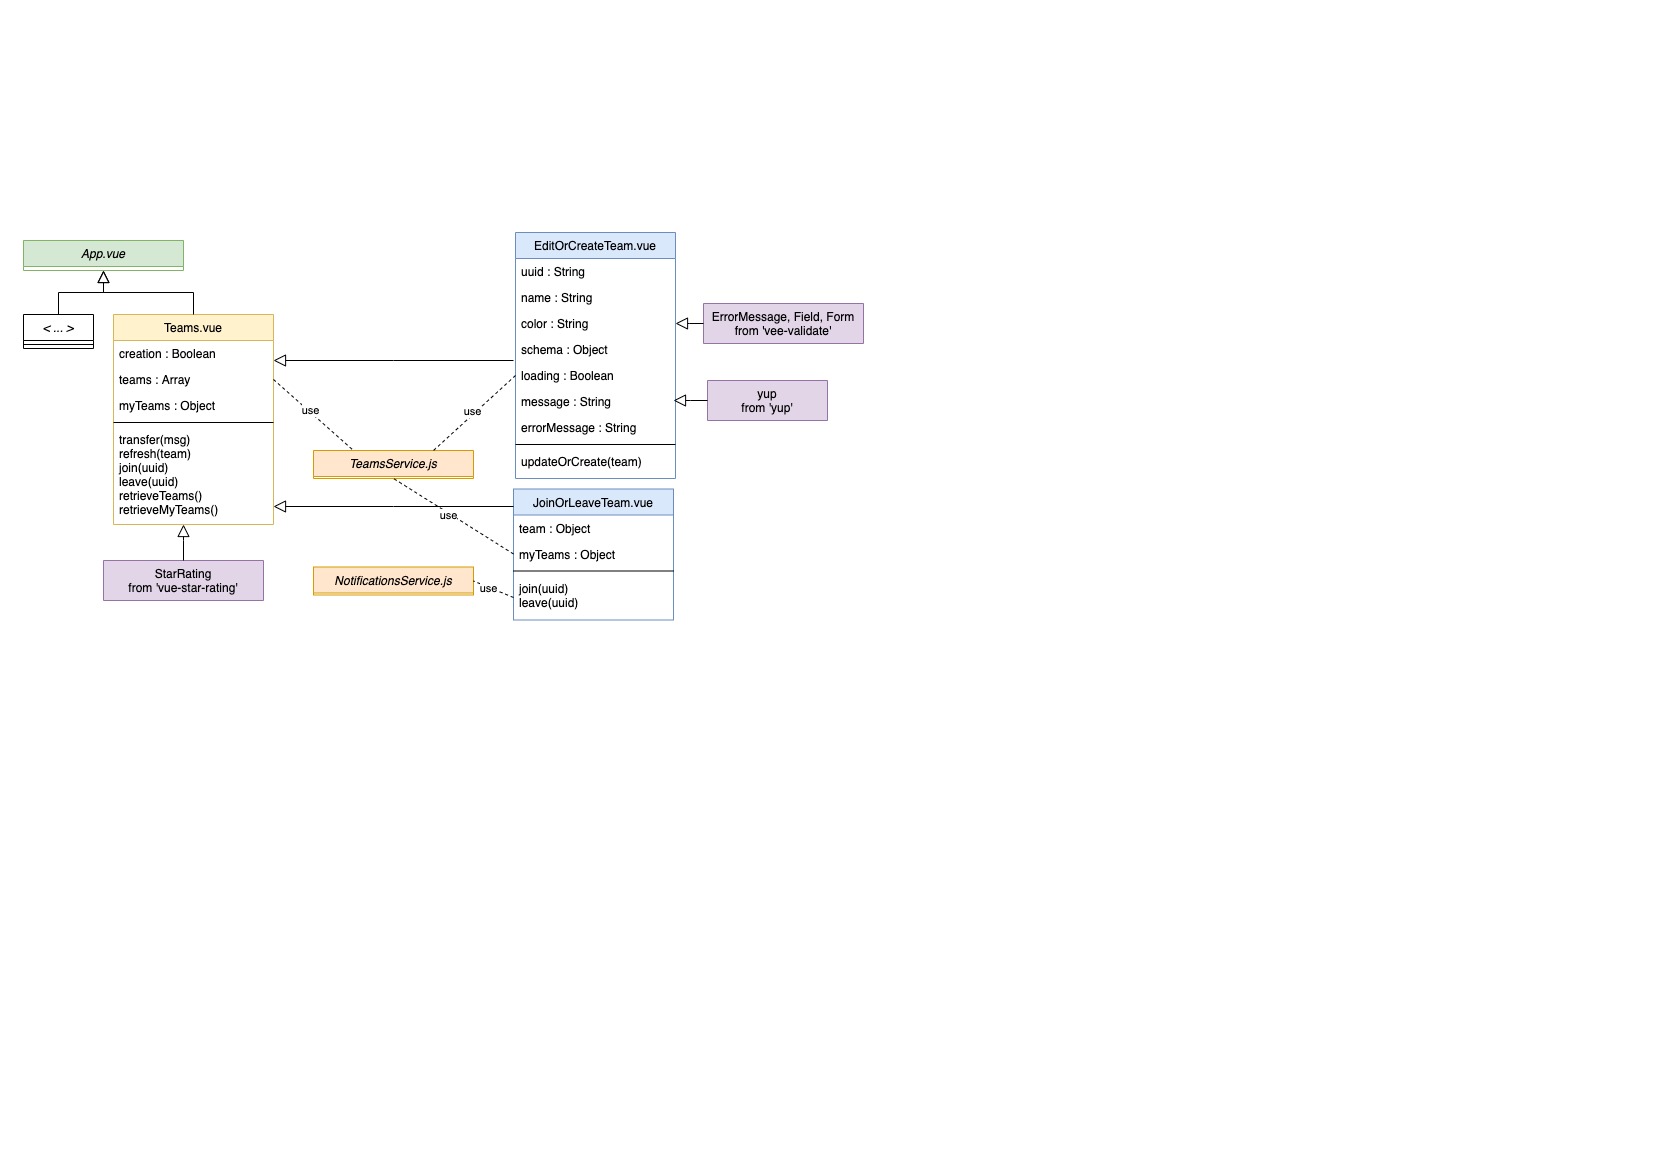 App.vue
< ... >
Teams.vue
creation : Boolean
teams : Array
myTeams : Object
transfer(msg)
refresh(team)
join(uuid)
leave(uuid)
retrieveTeams()
retrieveMyTeams()
StarRating
from 'vue-star-rating'
use
use
TeamsService.js
use
NotificationsService.js
use
EditOrCreateTeam.vue
uuid : String
name : String
color : String
schema : Object
loading : Boolean
message : String
errorMessage : String
updateOrCreate(team)
JoinOrLeaveTeam.vue
team : Object
myTeams : Object
join(uuid)
leave(uuid)
ErrorMessage, Field, Form
from 'vee-validate'
yup
from 'yup'